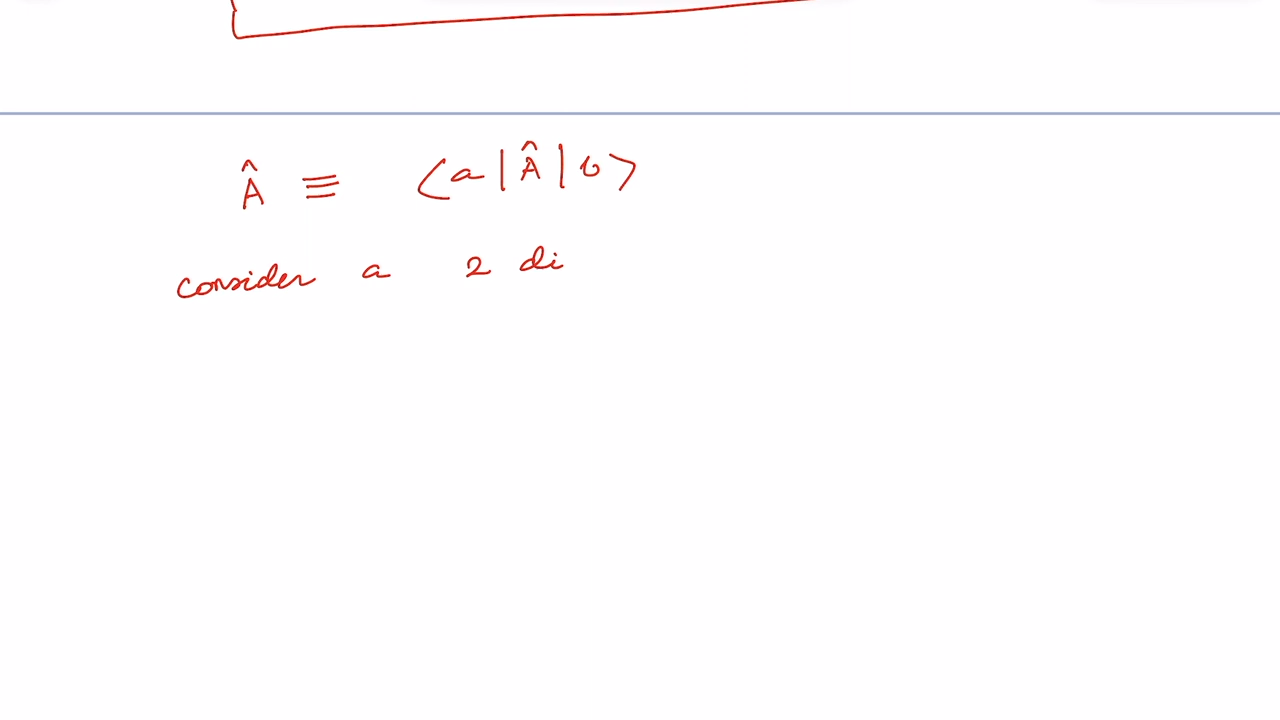 Â ≡ ⟨a|Â|b⟩
consider a 2 di